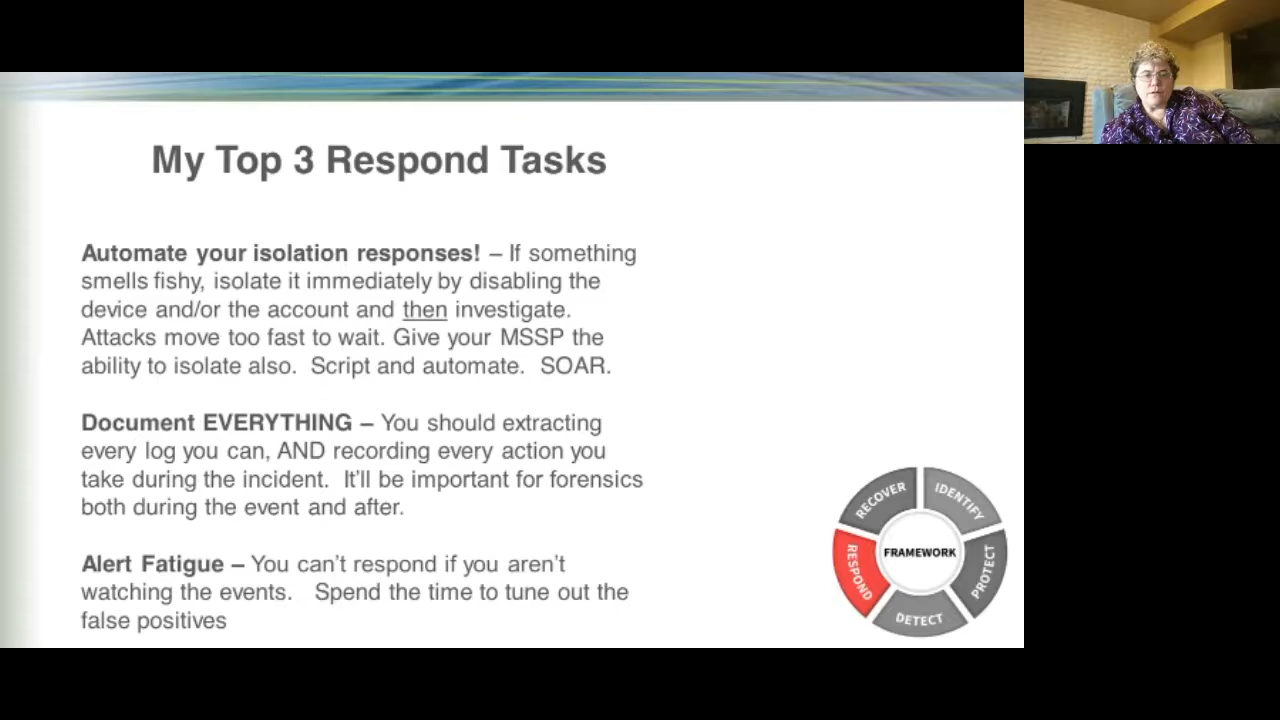 My Top 3 Respond Tasks
Automate your isolation responses! – If something
smells fishy, isolate it immediately by disabling the
device and/or the account and then investigate.
Attacks move too fast to wait. Give your MSSP the
ability to isolate also.  Script and automate.  SOAR.
Document EVERYTHING – You should extracting
every log you can, AND recording every action you
take during the incident.  It'll be important for forensics
both during the event and after.
Alert Fatigue – You can't respond if you aren't
watching the events.   Spend the time to tune out the
false positives
RECOVER
IDENTIFY
FRAMEWORK
RESPOND
PROTECT
DETECT